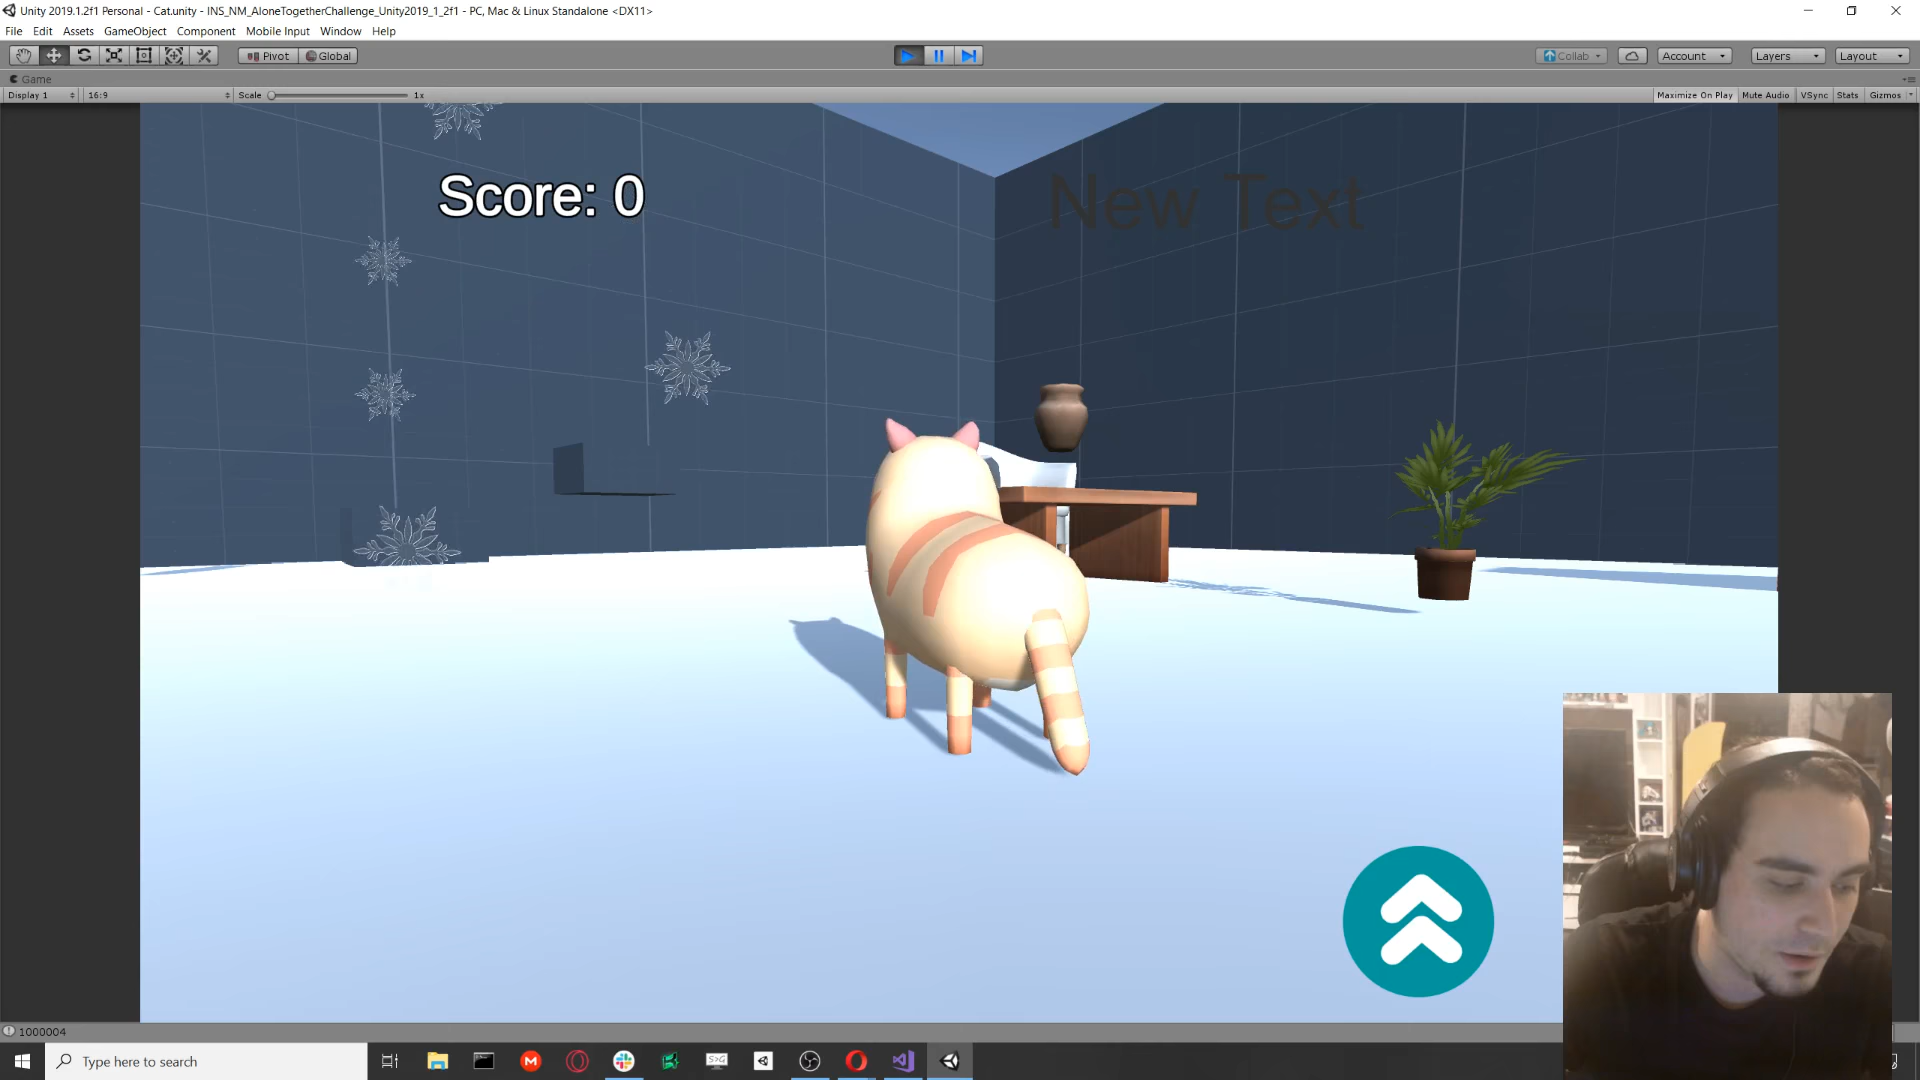 Unity 2019.1.2f1 Personal - Cat.unity - INS_NM_AloneTogetherChallenge_Unity2019_1_2f1 - PC, Mac & Linux Standalone <DX11>
File Edit Assets GameObject Component Mobile Input Window Help
Pivot Global Collab Account Layers Layout
Game
Display 1 16:9 Scale 1x Maximize On Play Mute Audio VSync Stats Gizmos
Score: 0 New Text
1000004
Type here to search